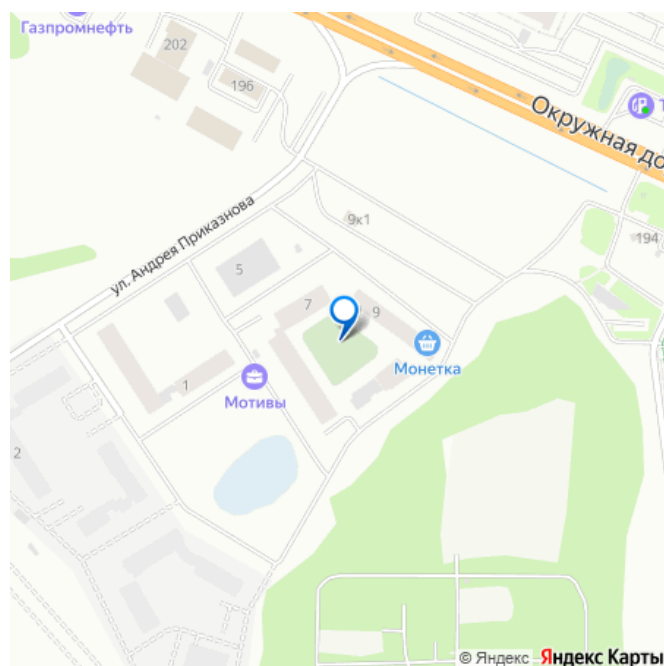 Газпромнефть
202
196
Окружная до
Т
ул. Андрея Приказнова
9к1
194
5
7
9
Монетка
1
Мотивы
2
© Яндекс Яндекс Карты